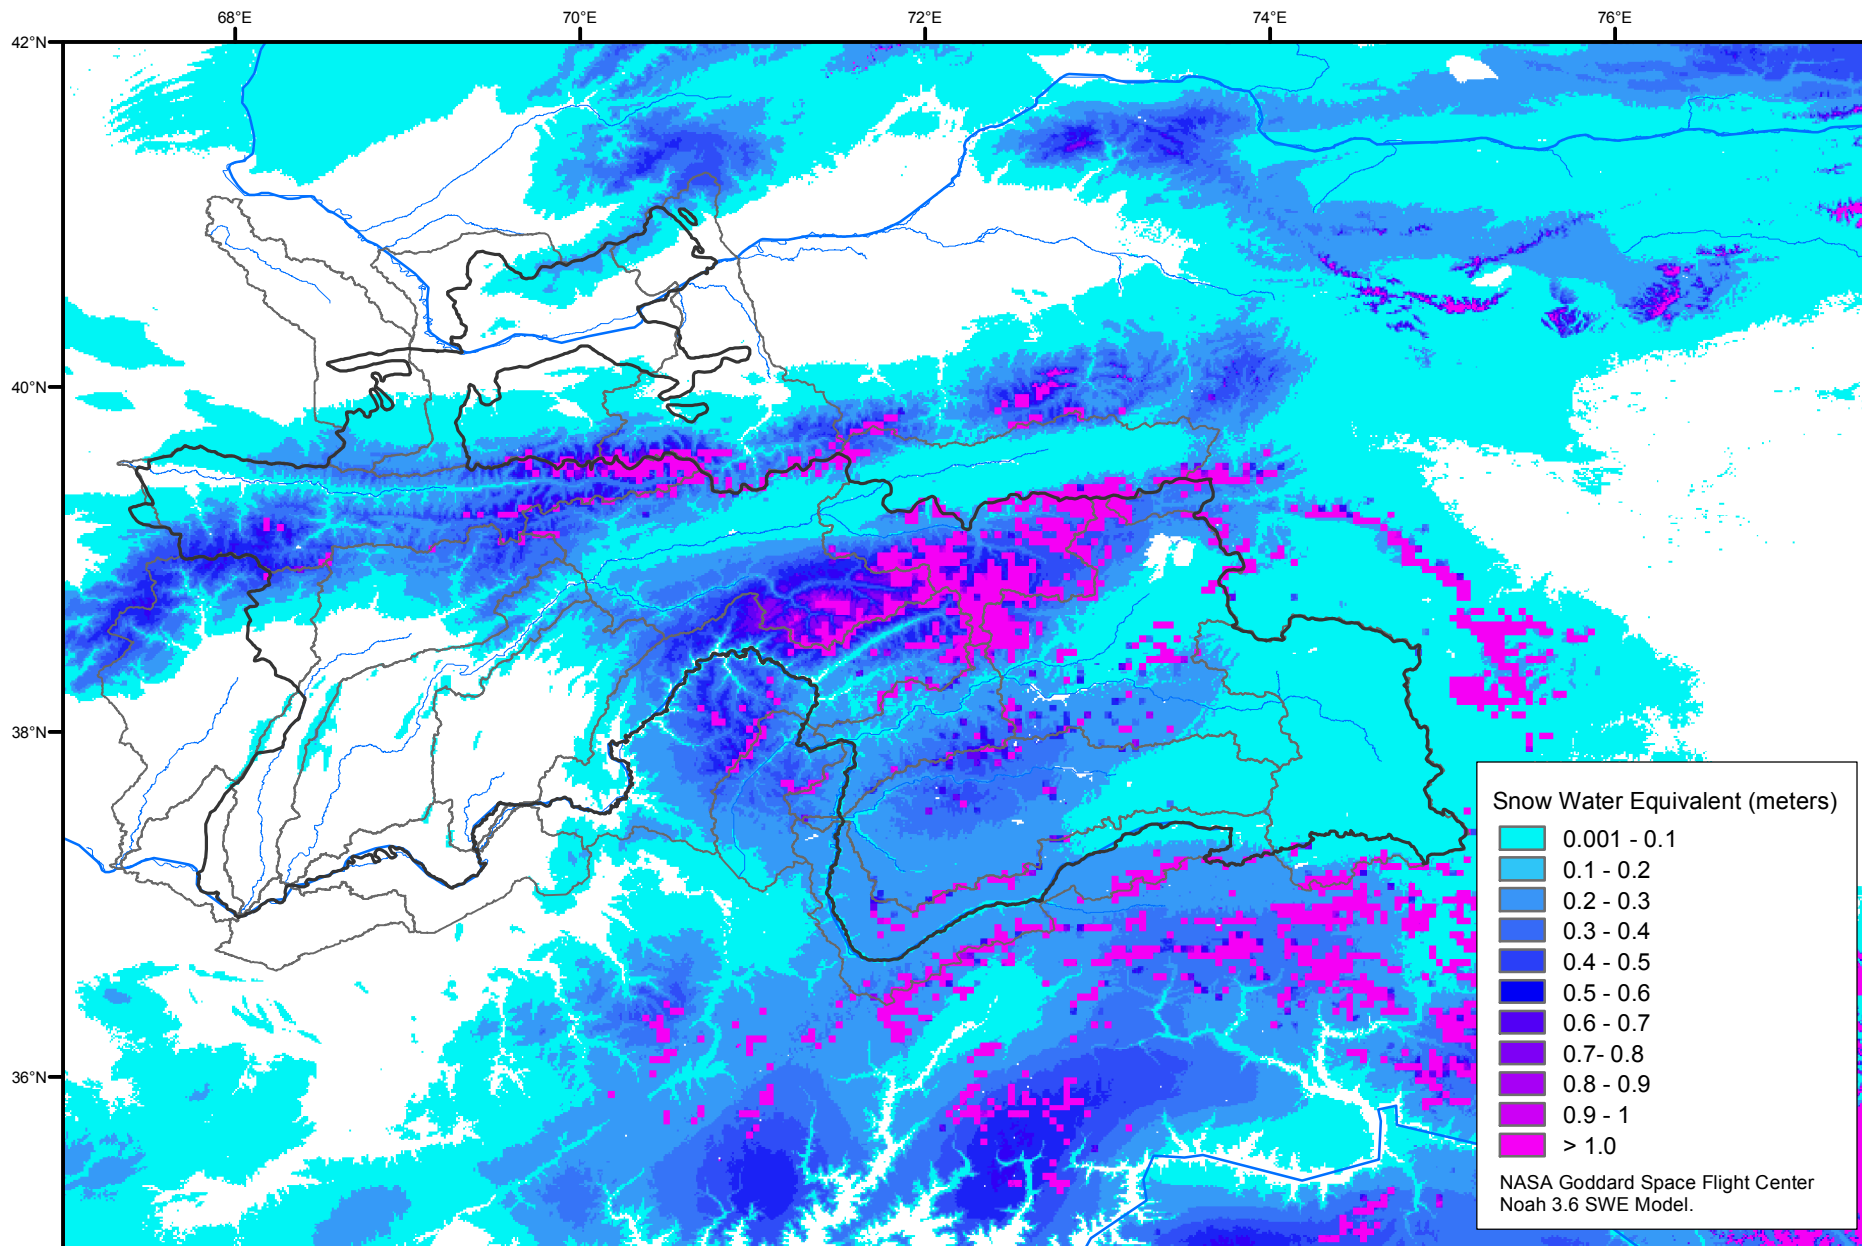 68°E
70°E
72°E
74°E
76°E
42°N
40°N
38°N
36°N
Snow Water Equivalent (meters)
0.001 - 0.1
0.1 - 0.2
0.2 - 0.3
0.3 - 0.4
0.4 - 0.5
0.5 - 0.6
0.6 - 0.7
0.7- 0.8
0.8 - 0.9
0.9 - 1
> 1.0
NASA Goddard Space Flight Center
Noah 3.6 SWE Model.